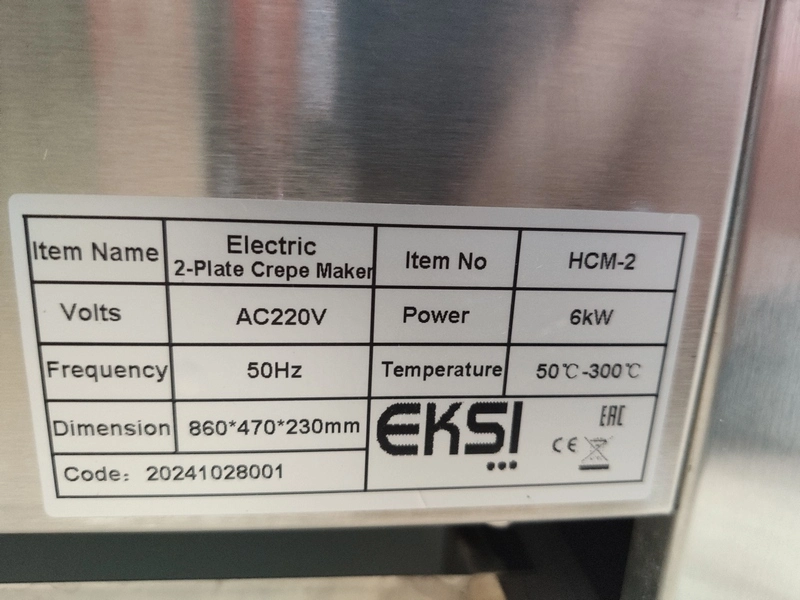 Item Name
Electric
2-Plate Crepe Maker
Item No
HCM-2
Volts
AC220V
Power
6kW
Frequency
50Hz
Temperature
50℃-300℃
Dimension
860*470*230mm
Code: 20241028001
EKSI
EAC
CE